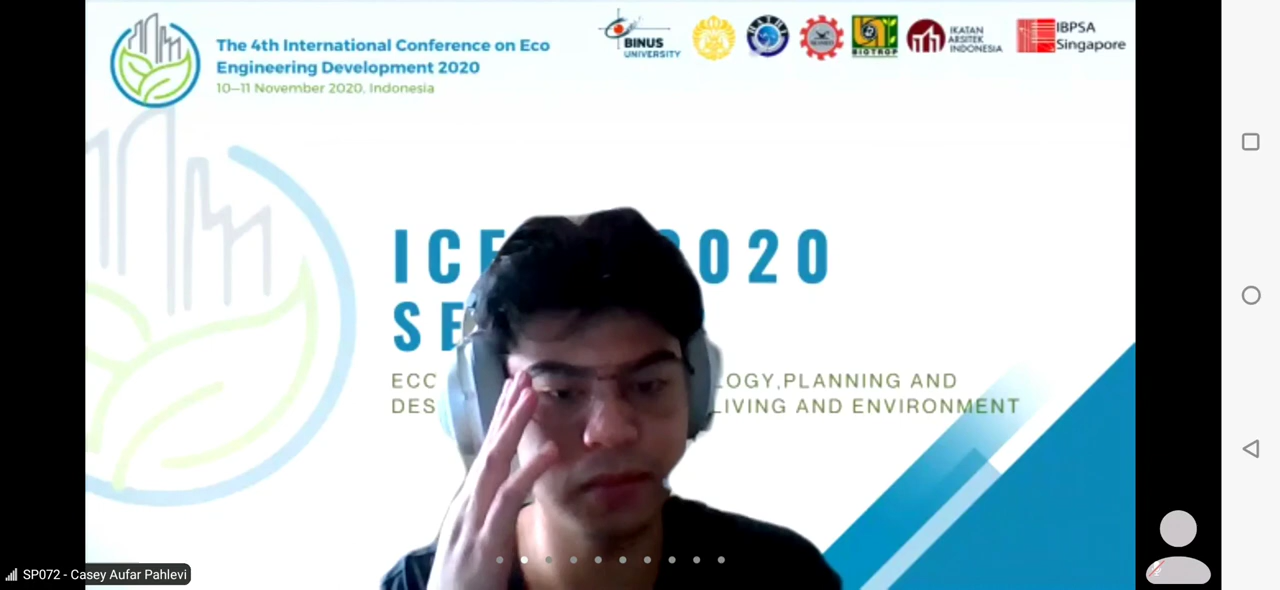 The 4th International Conference on Eco
Engineering Development 2020
10–11 November 2020, Indonesia
BINUS
UNIVERSITY
BIOTROP
IKATAN
ARSITEK
INDONESIA
IBPSA
Singapore
ICE 2020
SE
ECO LOGY,PLANNING AND
DES LIVING AND ENVIRONMENT
SP072 - Casey Aufar Pahlevi